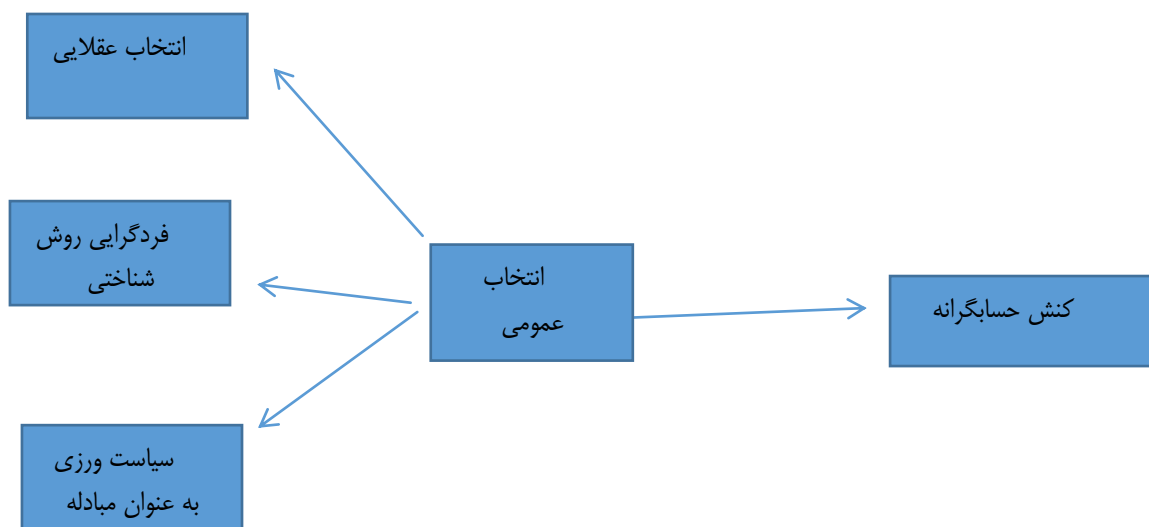 انتخاب عقلایی
فردگرایی روش
شناختی
انتخاب
عمومی
کنش حسابگرانه
سیاست ورزی
به عنوان مبادله